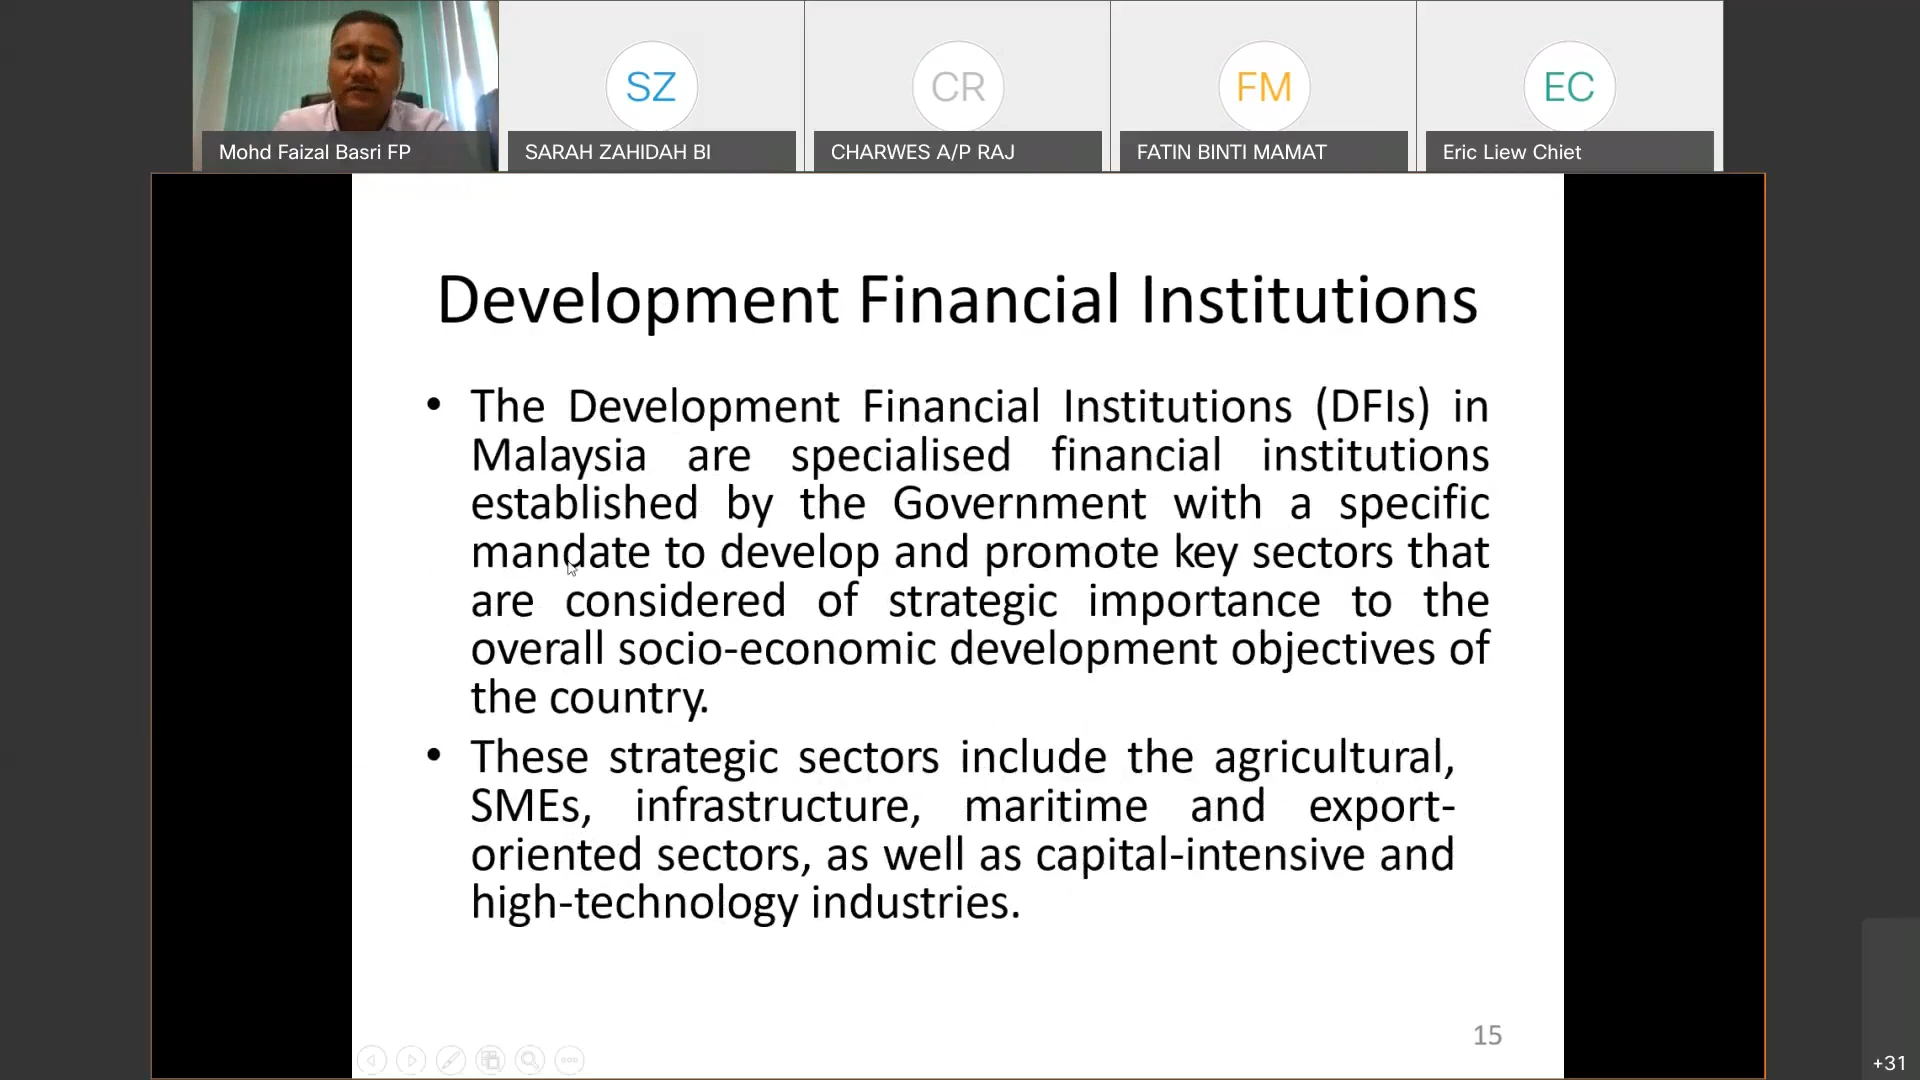 SZ
CR
FM
EC
Mohd Faizal Basri FP
SARAH ZAHIDAH BI
CHARWES A/P RAJ
FATIN BINTI MAMAT
Eric Liew Chiet
Development Financial Institutions
• The Development Financial Institutions (DFIs) in
Malaysia are specialised financial institutions
established by the Government with a specific
mandate to develop and promote key sectors that
are considered of strategic importance to the
overall socio-economic development objectives of
the country.
• These strategic sectors include the agricultural,
SMEs, infrastructure, maritime and export-
oriented sectors, as well as capital-intensive and
high-technology industries.
15
+31